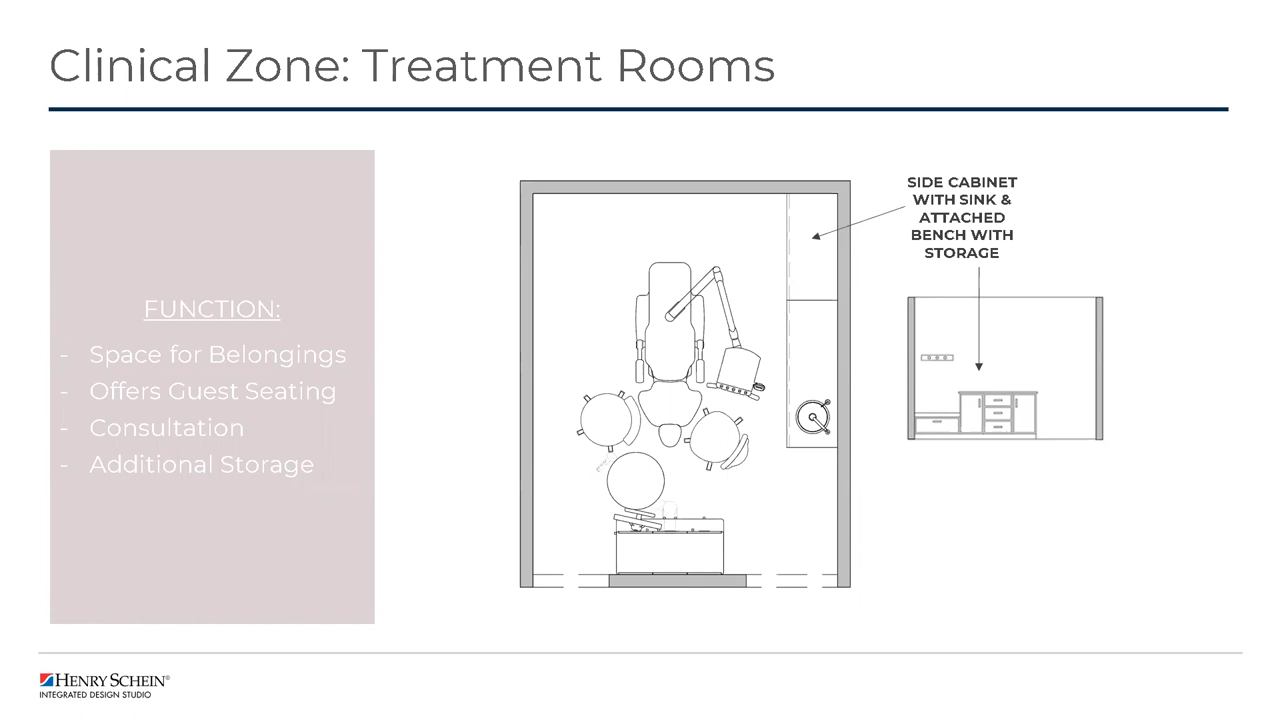 Clinical Zone: Treatment Rooms
FUNCTION:
- Space for Belongings
- Offers Guest Seating
- Consultation
- Additional Storage
SIDE CABINET
WITH SINK &
ATTACHED
BENCH WITH
STORAGE
HENRY SCHEIN®
INTEGRATED DESIGN STUDIO